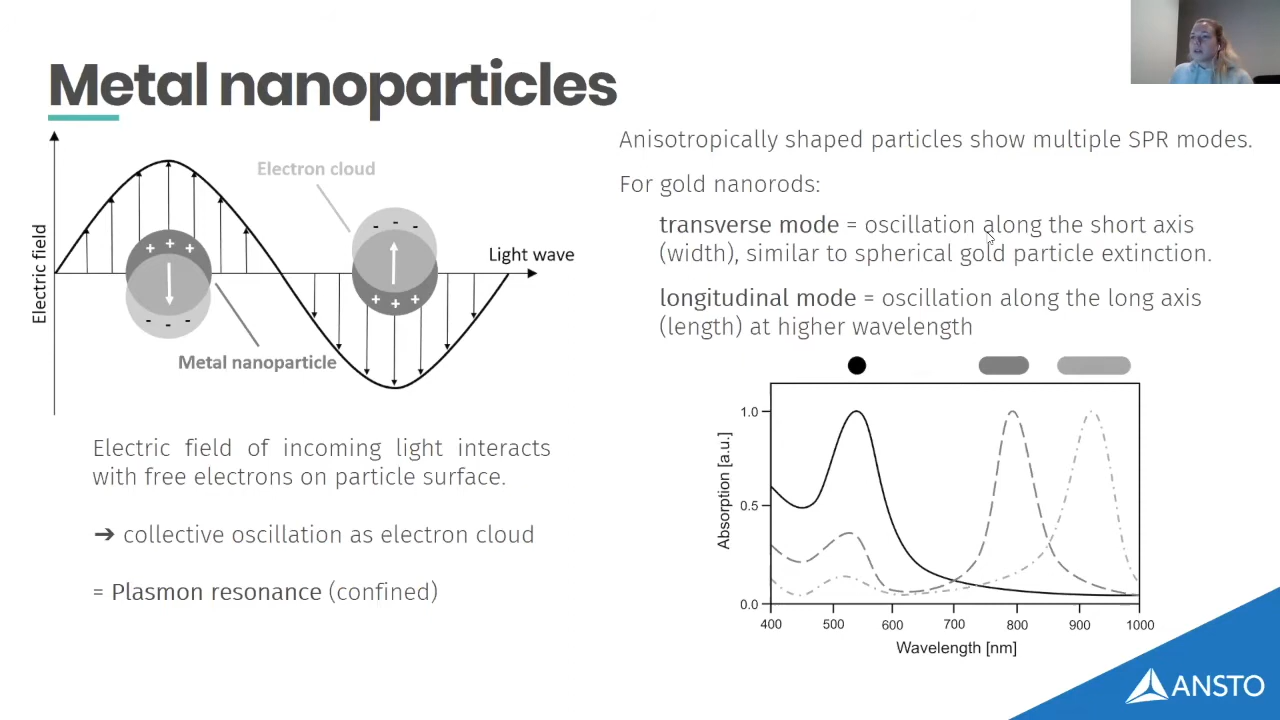 Metal nanoparticles
Electric field
Electron cloud
- - -
+ + +
Light wave
+ + +
- - -
Metal nanoparticle
Electric field of incoming light interacts
with free electrons on particle surface.
➔ collective oscillation as electron cloud
= Plasmon resonance (confined)
Anisotropically shaped particles show multiple SPR modes.
For gold nanorods:
transverse mode = oscillation along the short axis
(width), similar to spherical gold particle extinction.
longitudinal mode = oscillation along the long axis
(length) at higher wavelength
Absorption [a.u.]
1.0
0.5
0.0
400 500 600 700 800 900 1000
Wavelength [nm]
ANSTO